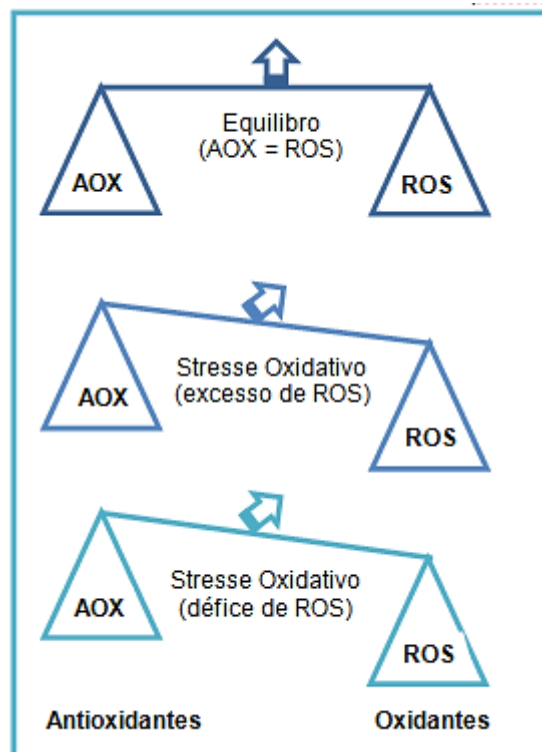 Equilibro
(AOX = ROS)
AOX
ROS
Stresse Oxidativo
(excesso de ROS)
AOX
ROS
Stresse Oxidativo
(défice de ROS)
AOX
ROS
Antioxidantes
Oxidantes